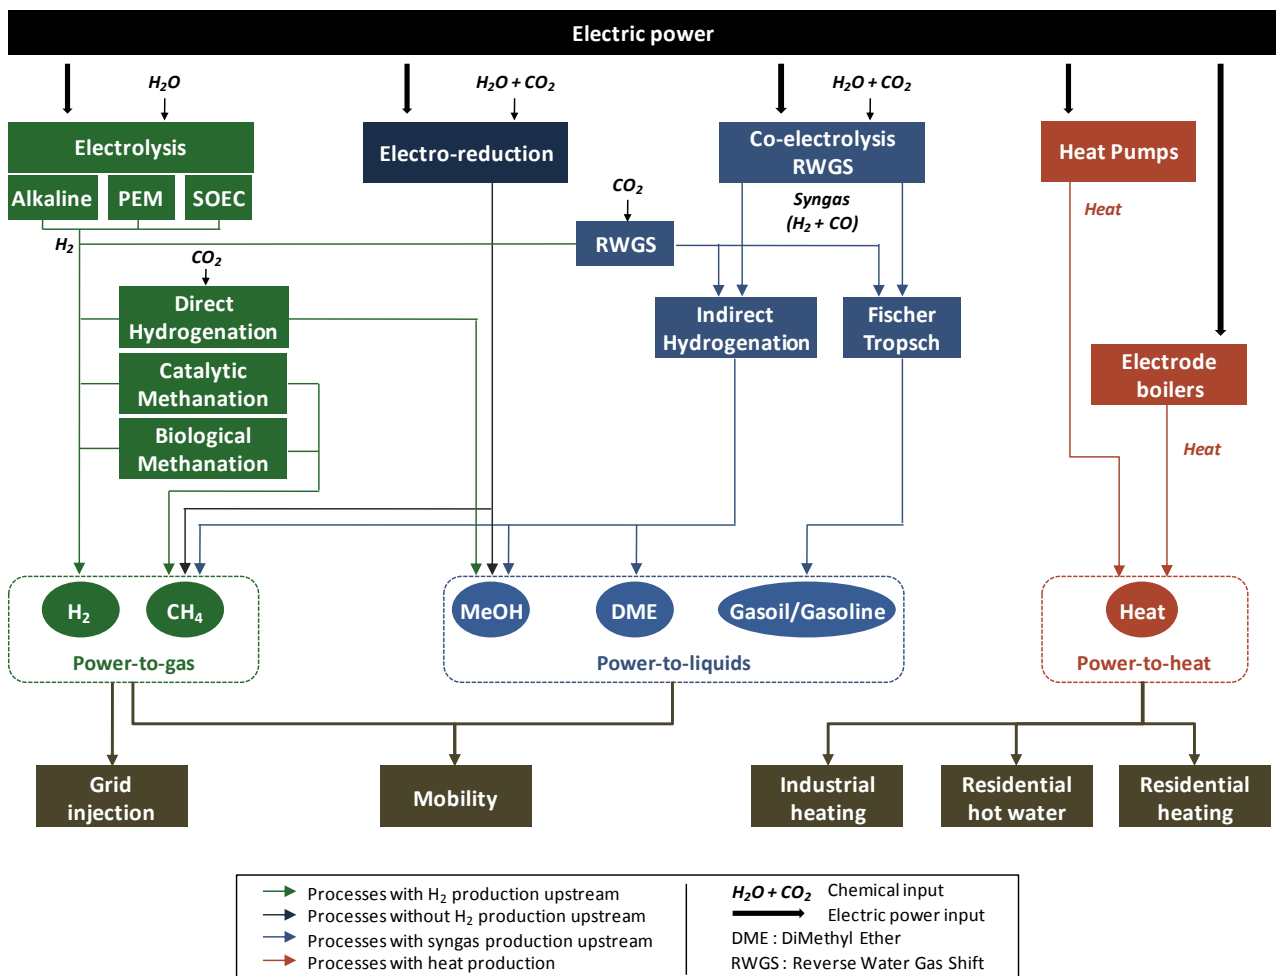 Electric power
H₂O
H₂O + CO₂
H₂O + CO₂
Electrolysis
Alkaline
PEM
SOEC
Electro-reduction
Co-electrolysis
RWGS
Heat Pumps
CO₂
Syngas
(H₂ + CO)
Heat
H₂
RWGS
CO₂
Direct
Hydrogenation
Indirect
Hydrogenation
Fischer
Tropsch
Catalytic
Methanation
Electrode
boilers
Biological
Methanation
Heat
H₂
CH₄
MeOH
DME
Gasoil/Gasoline
Heat
Power-to-gas
Power-to-liquids
Power-to-heat
Grid
injection
Mobility
Industrial
heating
Residential
hot water
Residential
heating
Processes with H₂ production upstream
Processes without H₂ production upstream
Processes with syngas production upstream
Processes with heat production
H₂O + CO₂ Chemical input
Electric power input
DME : DiMethyl Ether
RWGS : Reverse Water Gas Shift